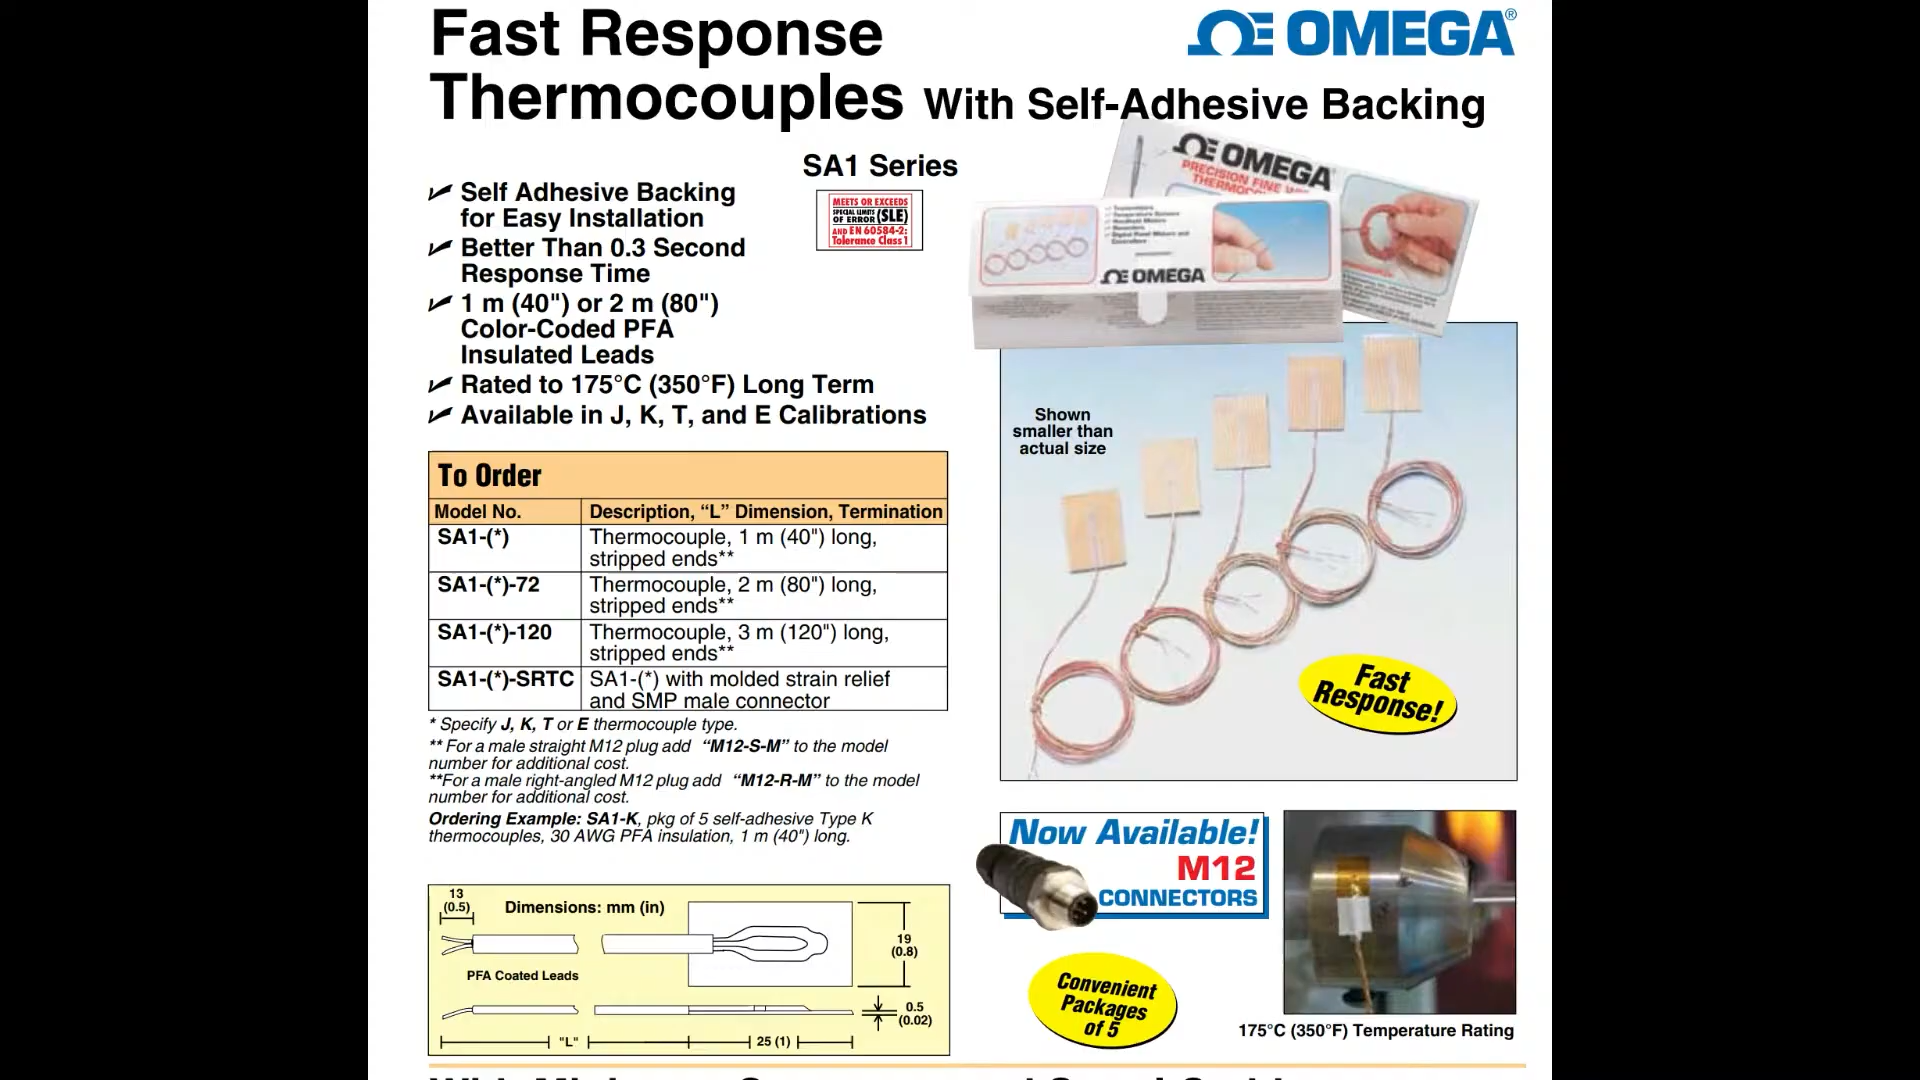 Fast Response
Thermocouples With Self-Adhesive Backing
ΩE OMEGA®
SA1 Series
MEETS OR EXCEEDS
SPECIAL LIMITS
OF ERROR (SLE)
AND EN 60584-2:
Tolerance Class 1
Self Adhesive Backing
for Easy Installation
Better Than 0.3 Second
Response Time
1 m (40") or 2 m (80")
Color-Coded PFA
Insulated Leads
Rated to 175°C (350°F) Long Term
Available in J, K, T, and E Calibrations
ΩE OMEGA
PRECISION FINE
ΩE OMEGA
Shown
smaller than
actual size
Fast
Response!
To Order
Model No. Description, “L” Dimension, Termination
SA1-(*) Thermocouple, 1 m (40") long,
stripped ends**
SA1-(*)-72 Thermocouple, 2 m (80") long,
stripped ends**
SA1-(*)-120 Thermocouple, 3 m (120") long,
stripped ends**
SA1-(*)-SRTC SA1-(*) with molded strain relief
and SMP male connector
* Specify J, K, T or E thermocouple type.
** For a male straight M12 plug add “M12-S-M” to the model
number for additional cost.
**For a male right-angled M12 plug add “M12-R-M” to the model
number for additional cost.
Ordering Example: SA1-K, pkg of 5 self-adhesive Type K
thermocouples, 30 AWG PFA insulation, 1 m (40") long.
Now Available!
M12
CONNECTORS
Convenient
Packages
of 5
175°C (350°F) Temperature Rating
13
(0.5)
Dimensions: mm (in)
19
(0.8)
PFA Coated Leads
0.5
(0.02)
"L"
25 (1)